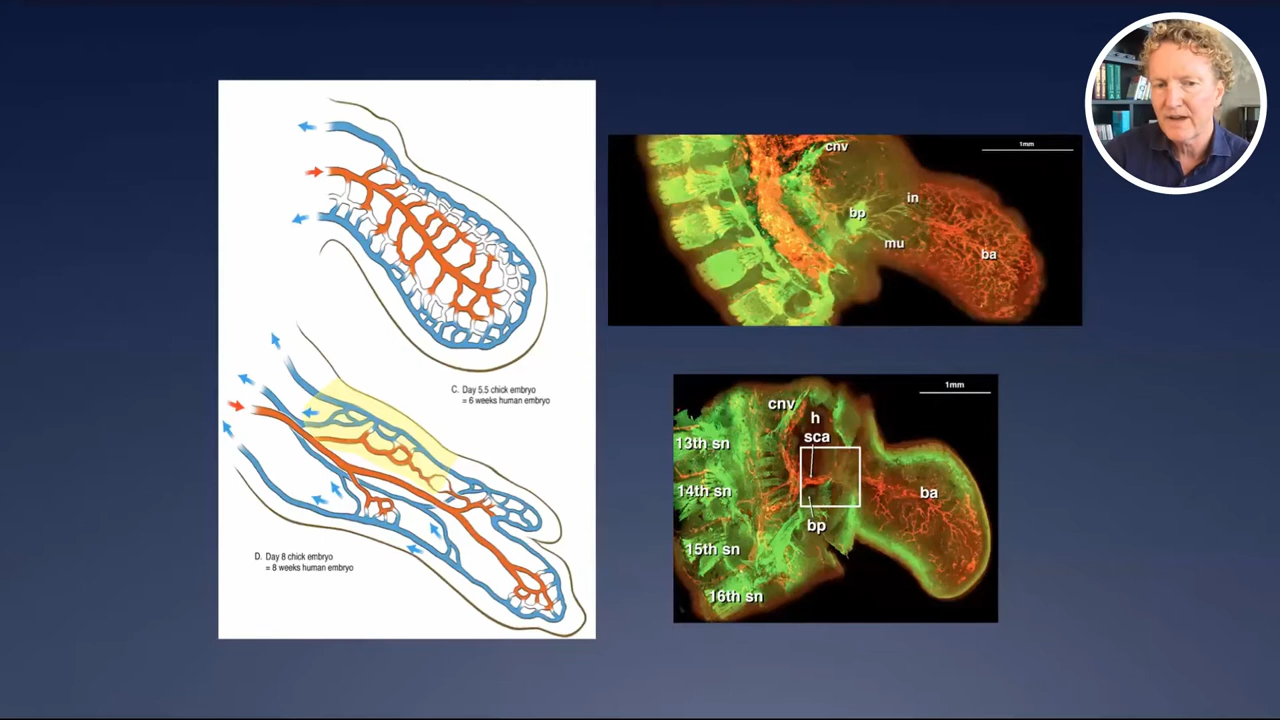 C. Day 5.5 chick embryo
= 6 weeks human embryo
D. Day 8 chick embryo
= 8 weeks human embryo
cnv
1mm
in
bp
mu
ba
1mm
cnv
h
sca
13th sn
14th sn
ba
bp
15th sn
16th sn